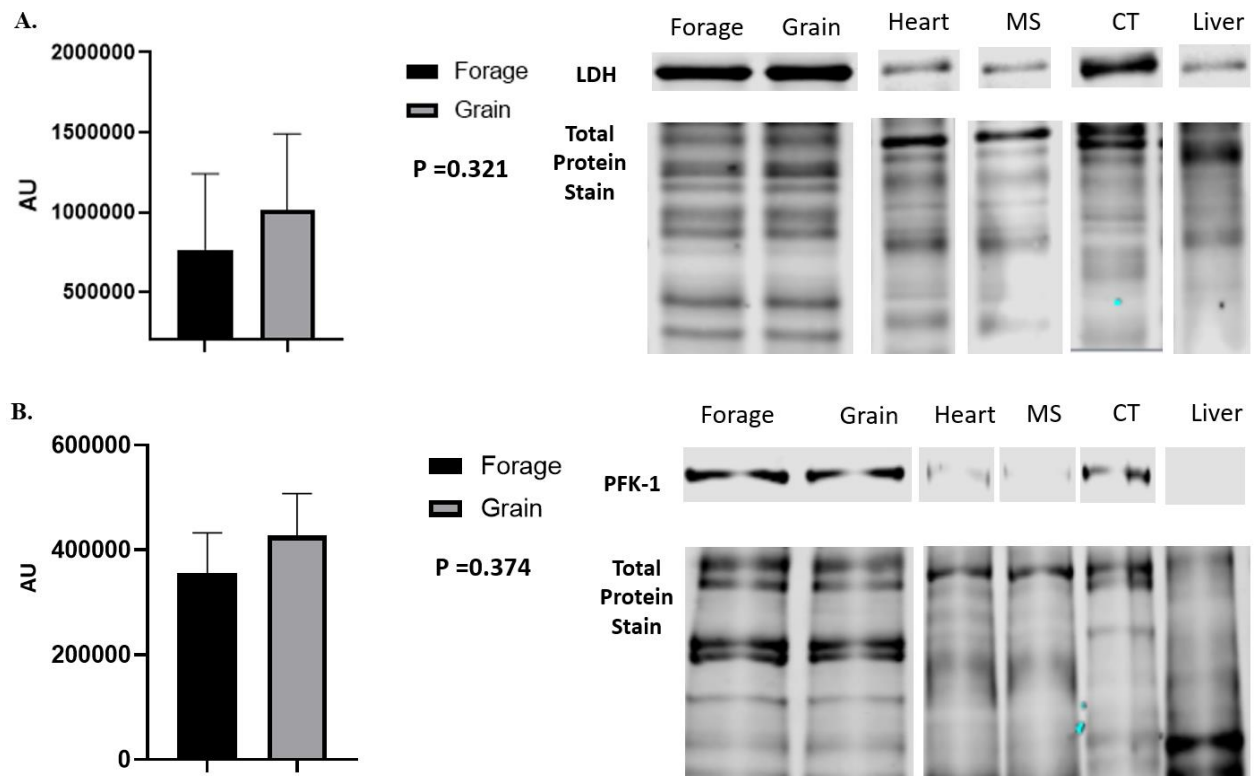 A.
2000000
1500000
1000000
500000
AU
Forage
Grain
P =0.321
Forage Grain Heart MS CT Liver
LDH
Total
Protein
Stain
B.
600000
400000
200000
0
AU
Forage
Grain
P =0.374
Forage Grain Heart MS CT Liver
PFK-1
Total
Protein
Stain